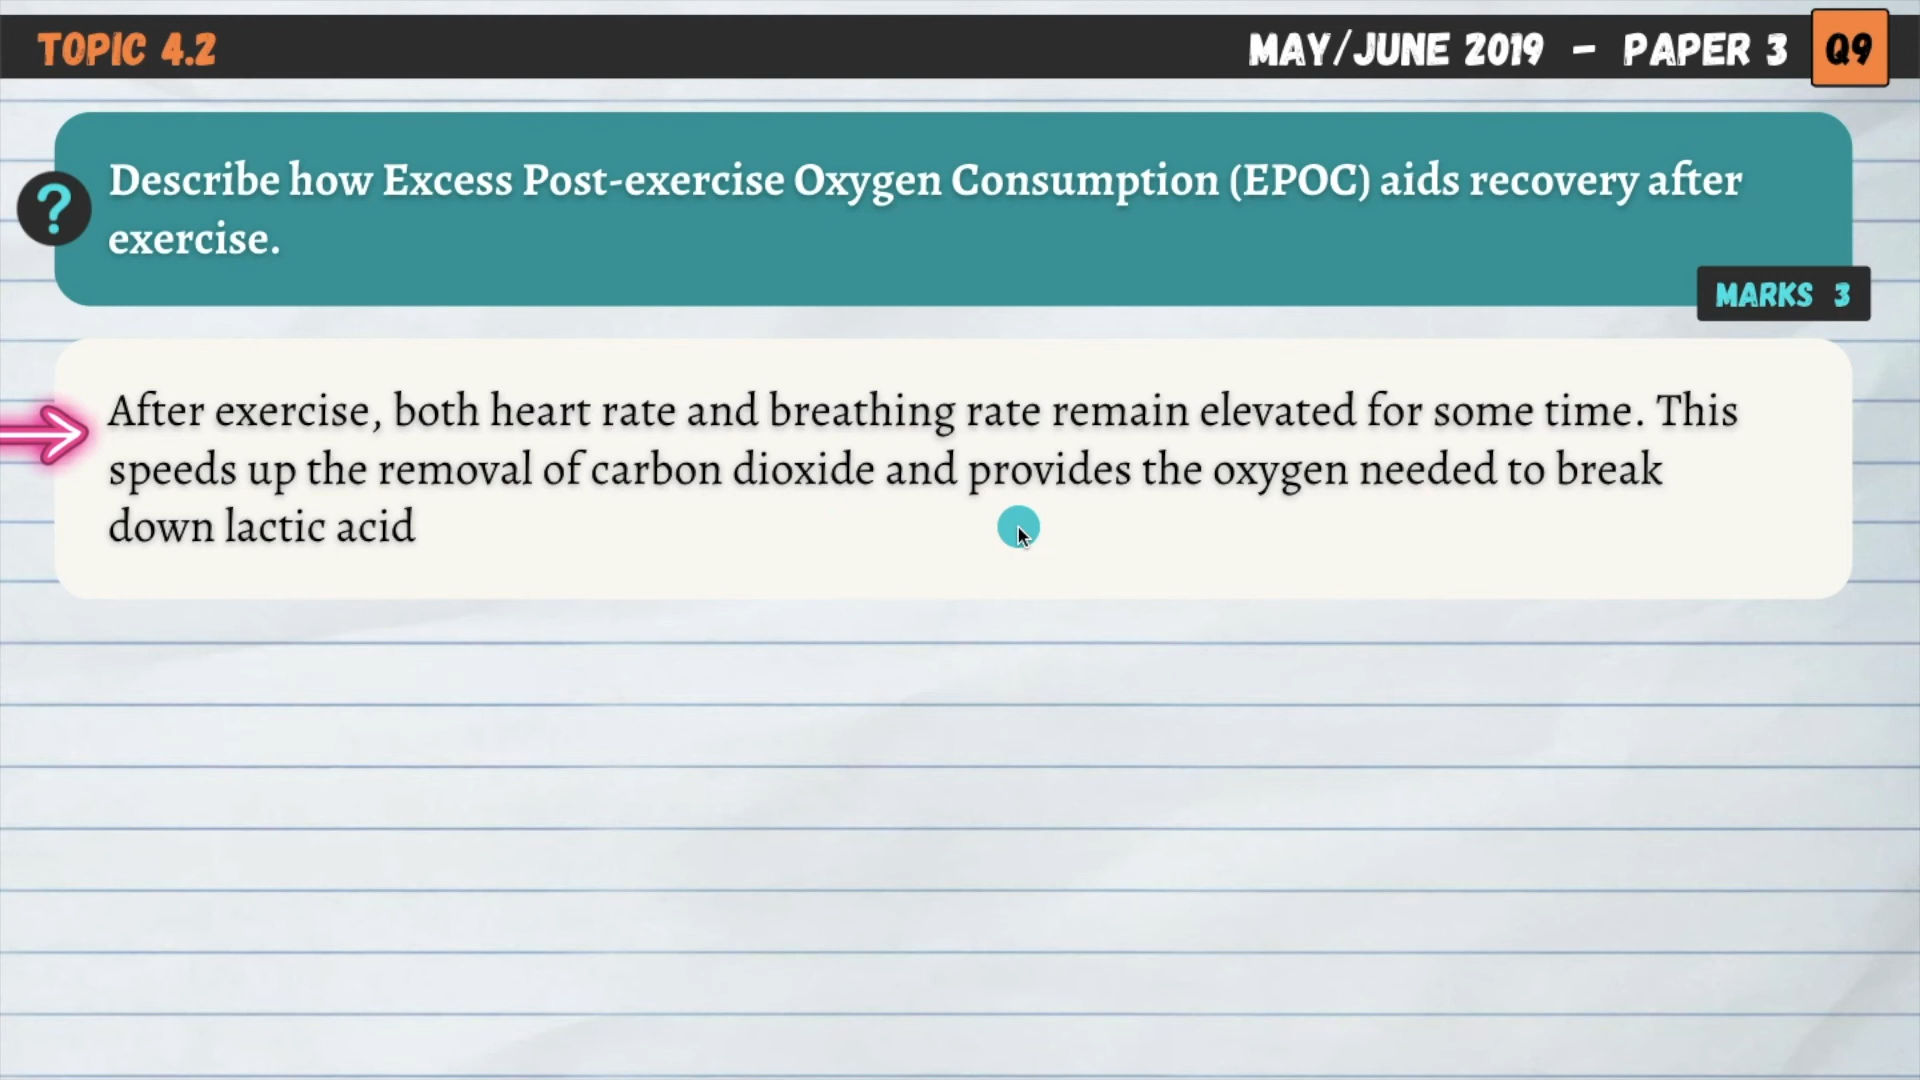 TOPIC 4.2
MAY/JUNE 2019 - PAPER 3 Q9
?
Describe how Excess Post-exercise Oxygen Consumption (EPOC) aids recovery after
exercise.
MARKS 3
After exercise, both heart rate and breathing rate remain elevated for some time. This
speeds up the removal of carbon dioxide and provides the oxygen needed to break
down lactic acid